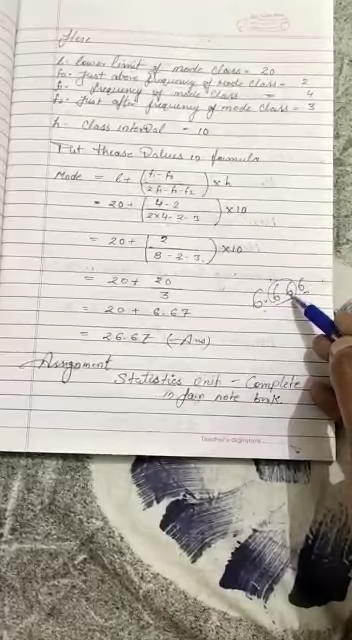 Here
l = lower limit of mode class = 20
f₀ = Just above frequency of mode class = 2
f₁ = frequency of mode class = 4
f₂ = Just after frequency of mode class = 3
h = class interval = 10
Put these values in formula
Mode = l + (f₁-f₀ / 2f₁-f₀-f₂) × h
= 20 + (4-2 / 2×4-2-3) ×10
= 20 + (2 / 8-2-3) ×10
= 20 + 20/3
= 20 + 6.67
= 26.67 (Ans)
Assignment
Statistics Unit - Complete
in fair note book.
Teacher's Signature